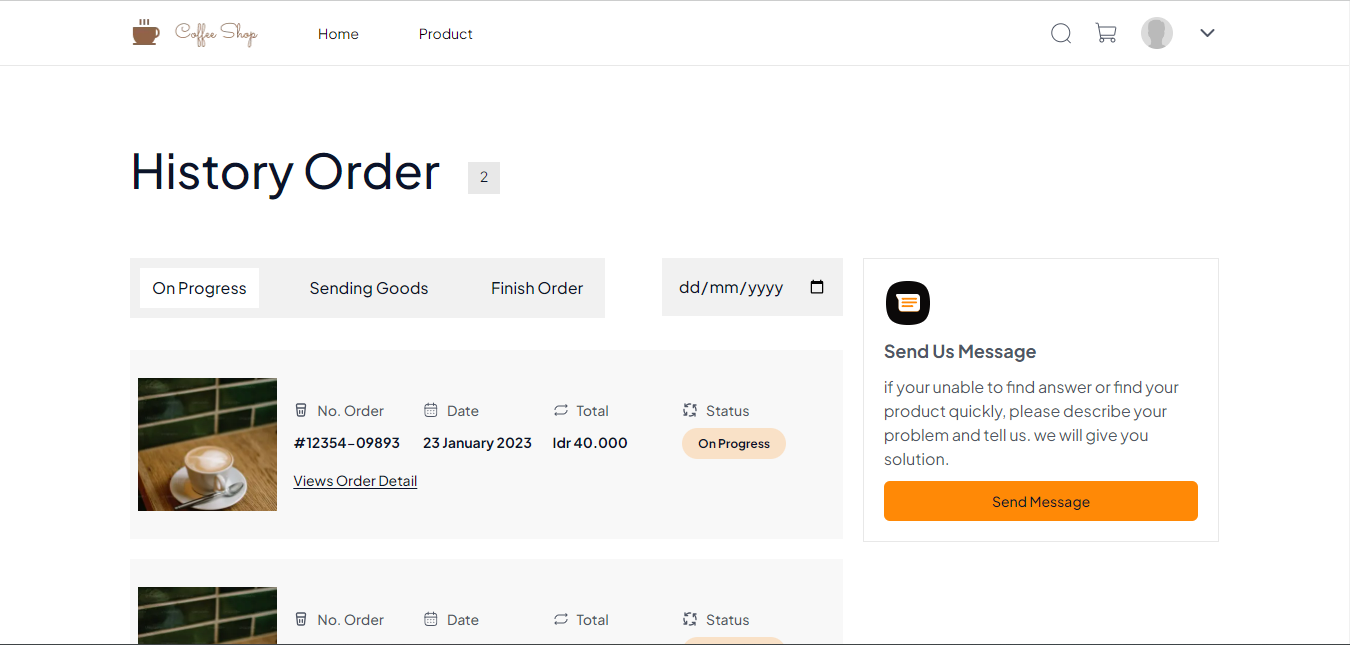 Coffee Shop
Home
Product
History Order
2
On Progress
Sending Goods
Finish Order
dd/mm/yyyy
No. Order
Date
Total
Status
#12354-09893
23 January 2023
Idr 40.000
On Progress
Views Order Detail
Send Us Message
if your unable to find answer or find your
product quickly, please describe your
problem and tell us. we will give you
solution.
Send Message
No. Order
Date
Total
Status